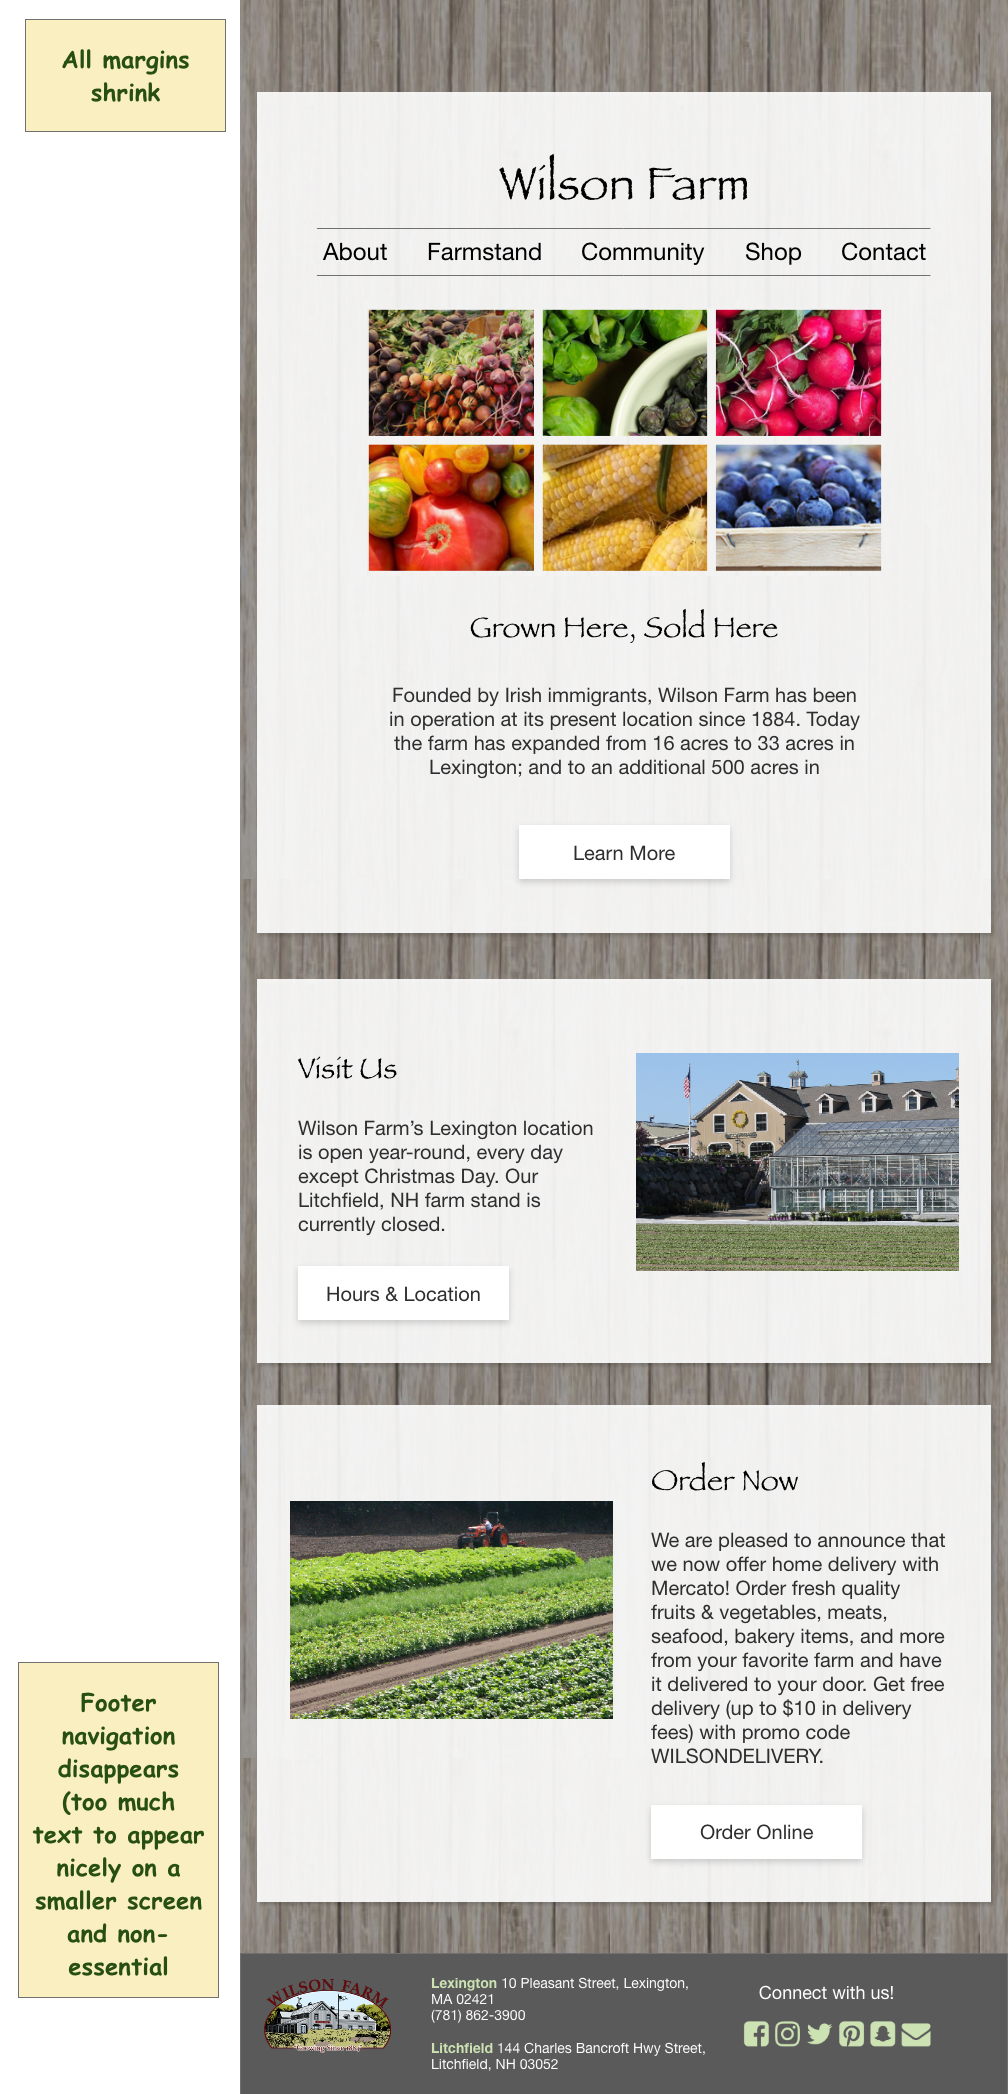 All margins
shrink
Wilson Farm
About Farmstand Community Shop Contact
Grown Here, Sold Here
Founded by Irish immigrants, Wilson Farm has been
in operation at its present location since 1884. Today
the farm has expanded from 16 acres to 33 acres in
Lexington; and to an additional 500 acres in
Learn More
Visit Us
Wilson Farm’s Lexington location
is open year-round, every day
except Christmas Day. Our
Litchfield, NH farm stand is
currently closed.
Hours & Location
Order Now
We are pleased to announce that
we now offer home delivery with
Mercato! Order fresh quality
fruits & vegetables, meats,
seafood, bakery items, and more
from your favorite farm and have
it delivered to your door. Get free
delivery (up to $10 in delivery
fees) with promo code
WILSONDELIVERY.
Order Online
Footer
navigation
disappears
(too much
text to appear
nicely on a
smaller screen
and non-
essential
WILSON FARM
Lexington 10 Pleasant Street, Lexington,
MA 02421
(781) 862-3900
Litchfield 144 Charles Bancroft Hwy Street,
Litchfield, NH 03052
Connect with us!